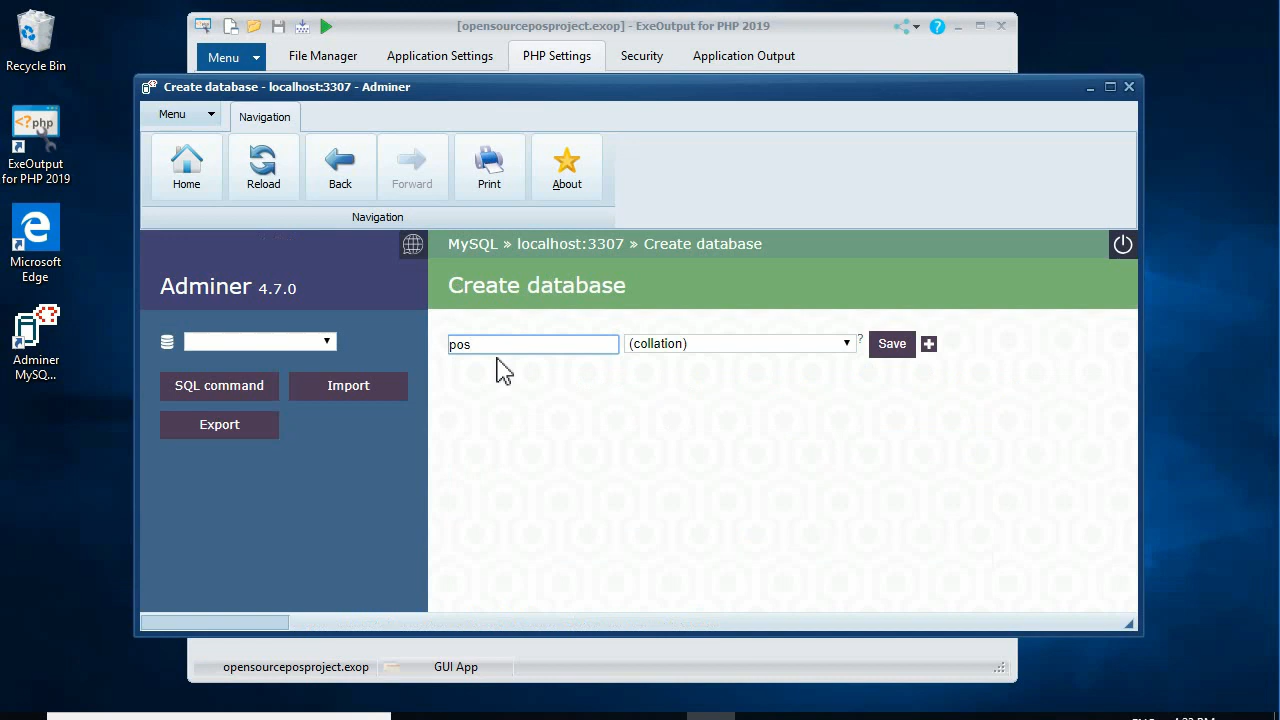 Recycle Bin
ExeOutput
for PHP 2019
Microsoft
Edge
Adminer
MySQ...
[opensourceposproject.exop] - ExeOutput for PHP 2019
Menu
File Manager
Application Settings
PHP Settings
Security
Application Output
Create database - localhost:3307 - Adminer
Menu
Navigation
Home
Reload
Back
Forward
Print
About
Navigation
MySQL » localhost:3307 » Create database
Adminer 4.7.0
Create database
pos
(collation)
?
Save
SQL command
Import
Export
opensourceposproject.exop
GUI App